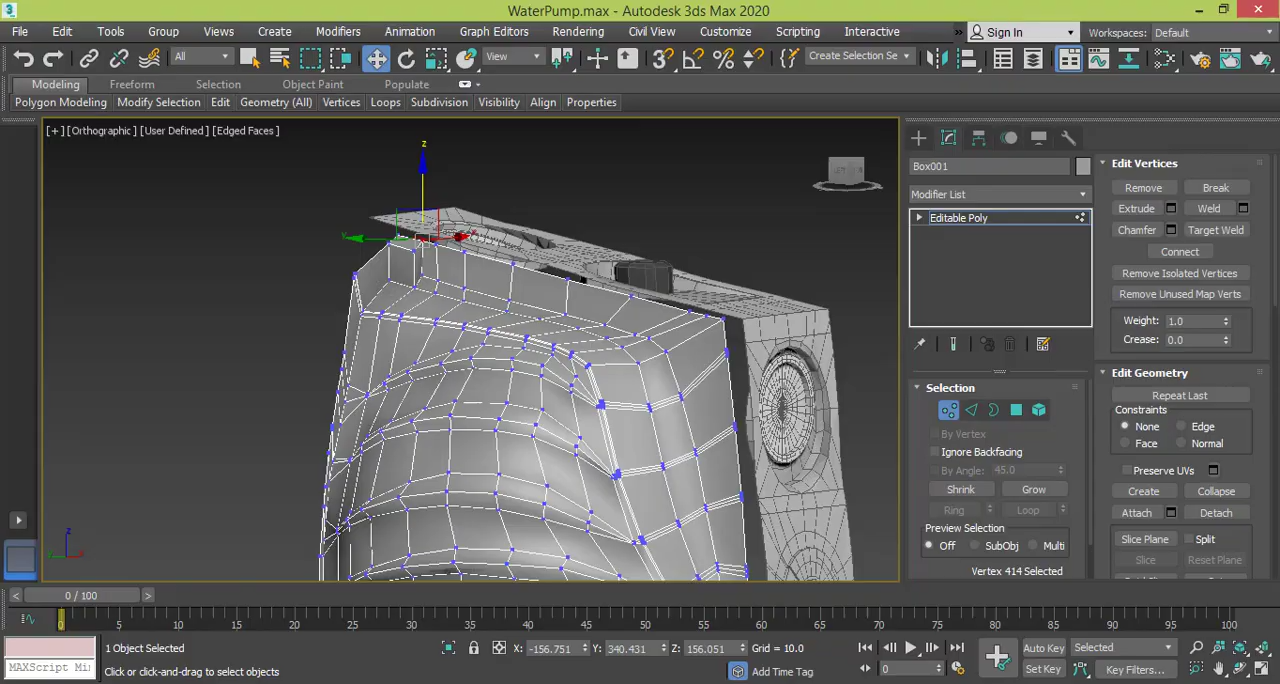 WaterPump.max - Autodesk 3ds Max 2020
File Edit Tools Group Views Create Modifiers Animation Graph Editors Rendering Civil View Customize Scripting Interactive » Sign In Workspaces: Default
All View Create Selection Se
Modeling Freeform Selection Object Paint Populate
Polygon Modeling Modify Selection Edit Geometry (All) Vertices Loops Subdivision Visibility Align Properties
[+] [Orthographic] [User Defined] [Edged Faces]
z
y
x
z
x
Box001
Modifier List
Editable Poly
Selection
By Vertex
Ignore Backfacing
By Angle: 45.0
Shrink Grow
Ring Loop
Preview Selection
Off SubObj Multi
Vertex 414 Selected
Edit Vertices
Remove Break
Extrude Weld
Chamfer Target Weld
Connect
Remove Isolated Vertices
Remove Unused Map Verts
Weight: 1.0
Crease: 0.0
Edit Geometry
Repeat Last
Constraints
None Edge
Face Normal
Preserve UVs
Create Collapse
Attach Detach
Slice Plane Split
Slice Reset Plane
< 0 / 100 >
0 5 10 15 20 25 30 35 40 45 50 55 60 65 70 75 80 85 90 95 100
1 Object Selected X: -156.751 Y: 340.431 Z: 156.051 Grid = 10.0 Auto Key Selected
MAXScript Mi Click or click-and-drag to select objects Add Time Tag 0 Set Key Key Filters...